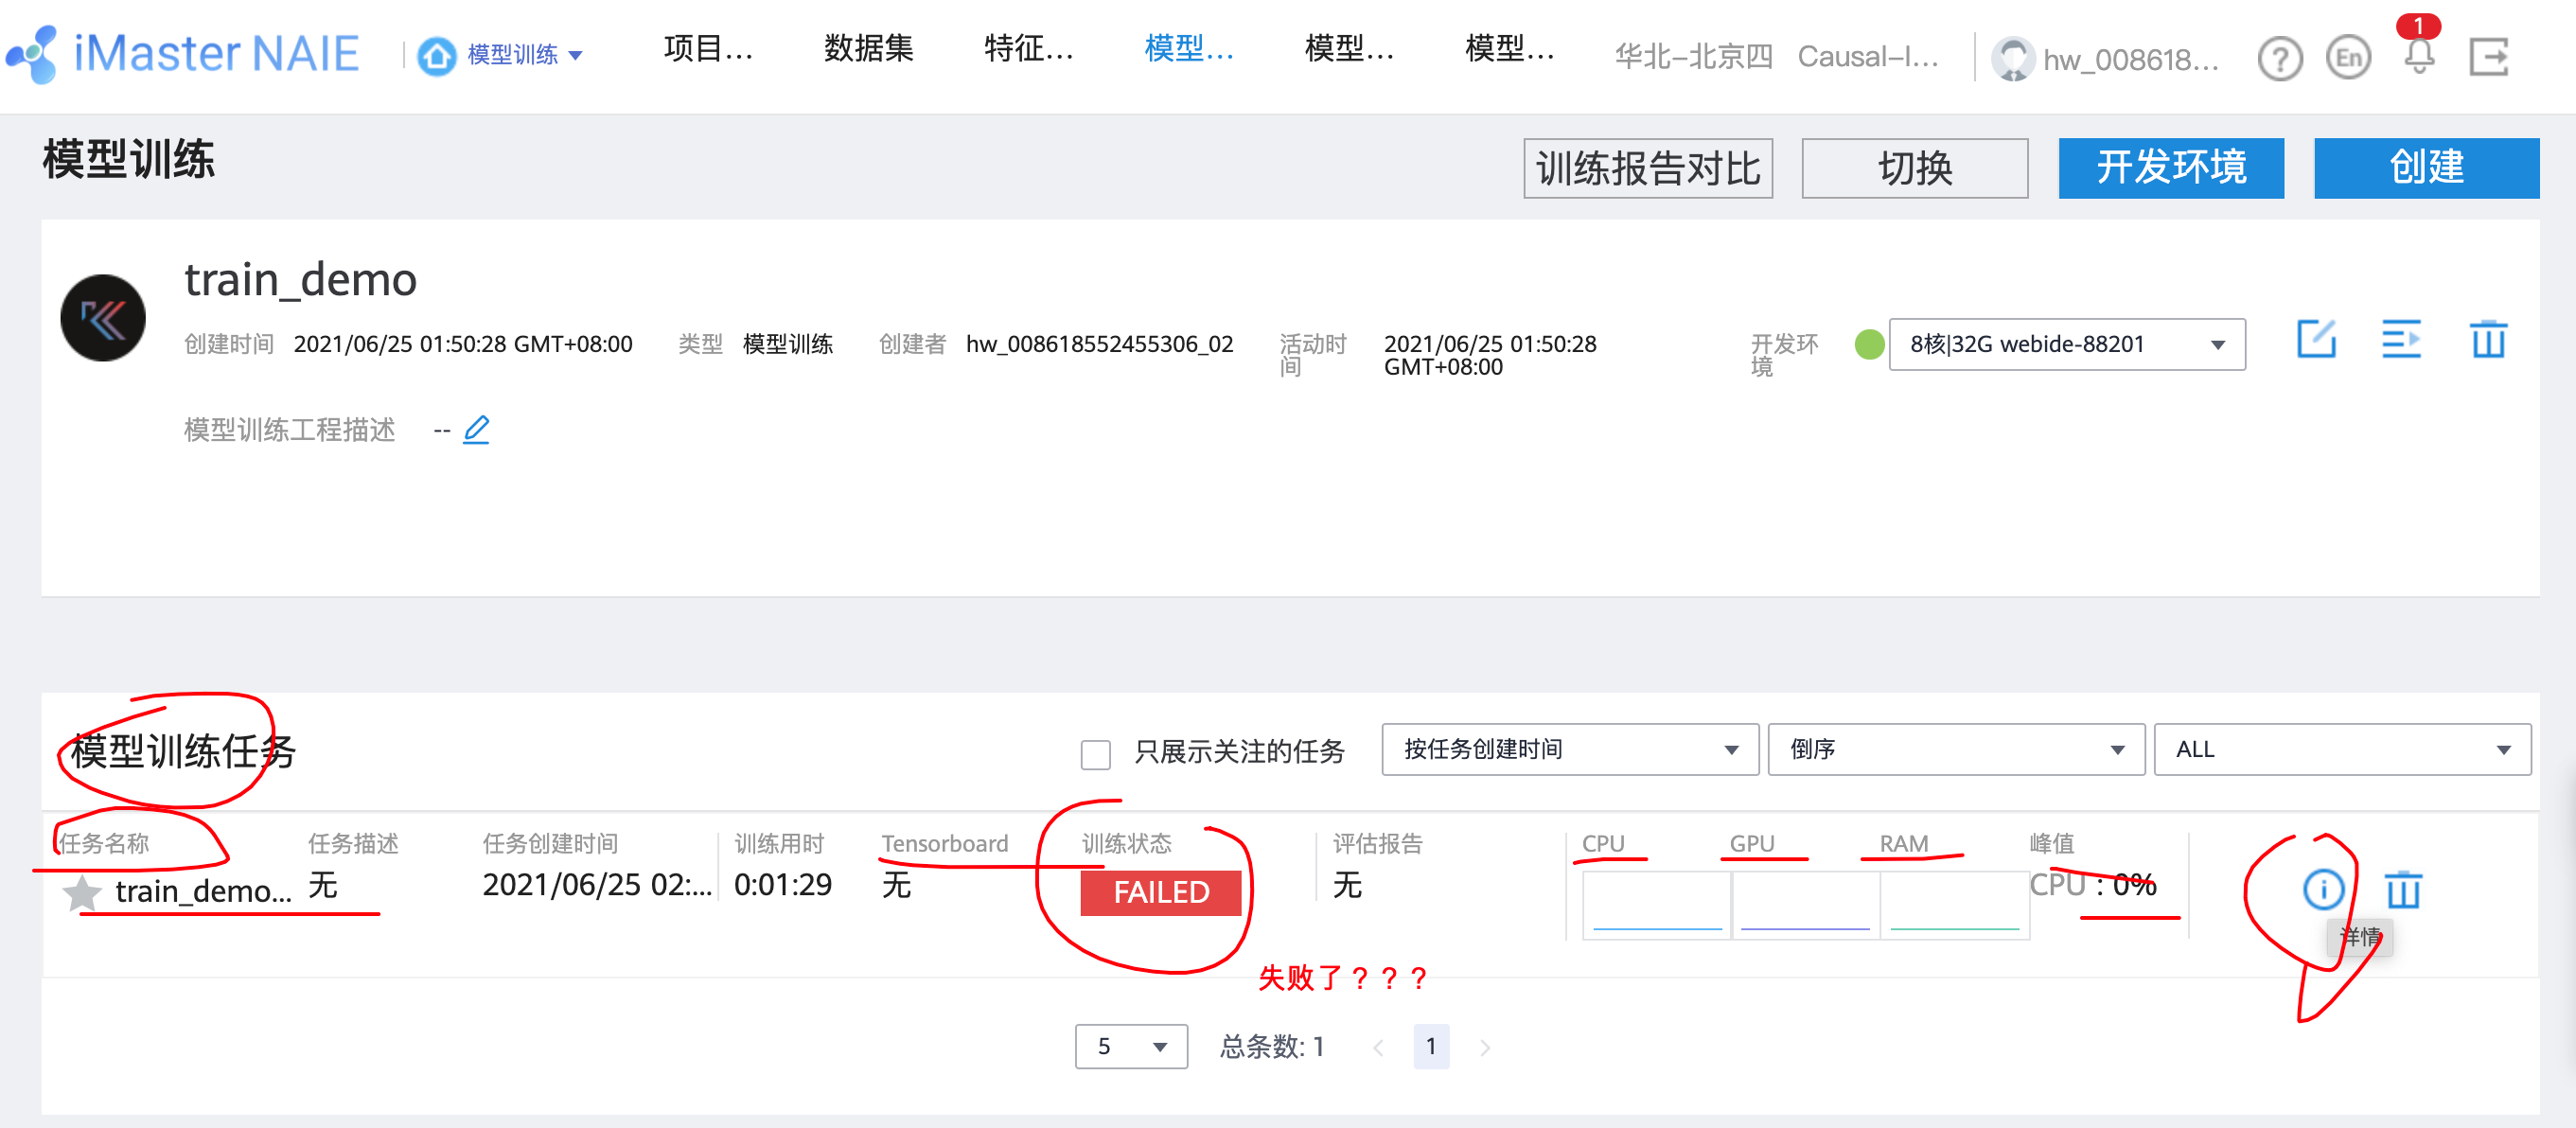 iMaster NAIE
模型训练
项目...
数据集
特征...
模型...
模型...
模型...
华北-北京四
Causal-I...
hw_008618...
?
En
1
模型训练
训练报告对比
切换
开发环境
创建
train_demo
创建时间 2021/06/25 01:50:28 GMT+08:00
类型 模型训练
创建者 hw_008618552455306_02
活动时间
2021/06/25 01:50:28 GMT+08:00
开发环境
8核|32G webide-88201
模型训练工程描述 --
模型训练任务
只展示关注的任务
按任务创建时间
倒序
ALL
任务名称 任务描述 任务创建时间 训练用时 Tensorboard 训练状态 评估报告 CPU GPU RAM 峰值
train_demo... 无 2021/06/25 02:... 0:01:29 无 FAILED 无 CPU : 0%
详情
失败了？？？
5
总条数: 1
1